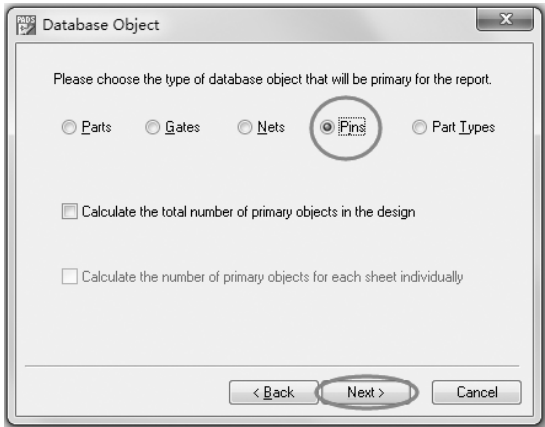 PADS Database Object X
Please choose the type of database object that will be primary for the report.
Parts Gates Nets Pins Part Types
Calculate the total number of primary objects in the design
Calculate the number of primary objects for each sheet individually
< Back Next > Cancel